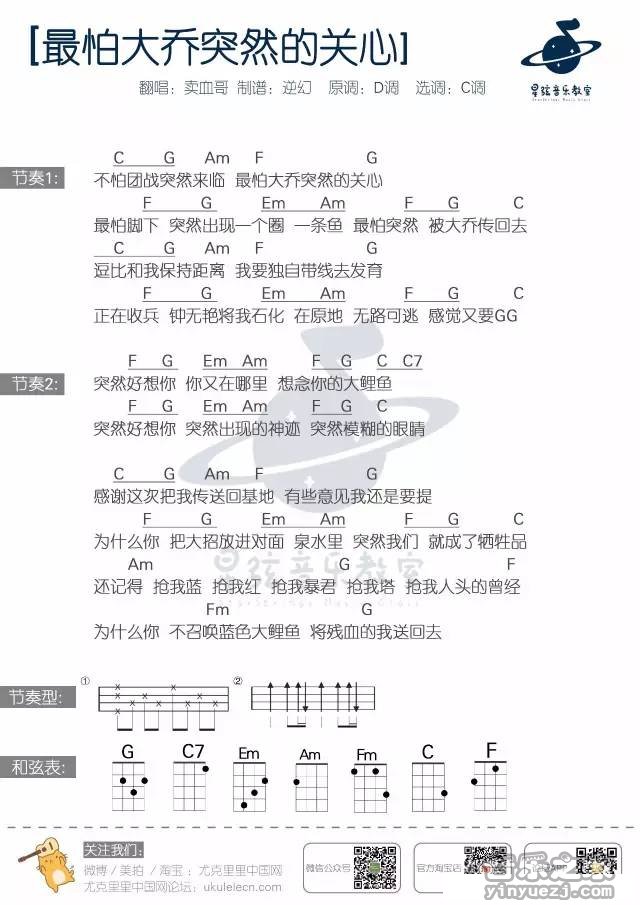 [最怕大乔突然的关心]
翻唱：卖血哥 制谱：逆幻 原调：D调 选调：C调
星弦音乐教室
C G Am F G
节奏1:
不怕团战突然来临 最怕大乔突然的关心
F G Em Am F G C
最怕脚下 突然出现一个圈 一条鱼 最怕突然 被大乔传回去
C G Am F G
逗比和我保持距离 我要独自带线去发育
F G Em Am F G C
正在收兵 钟无艳将我石化 在原地 无路可逃 感觉又要GG
F G Em Am F G C C7
节奏2:
突然好想你 你又在哪里 想念你的大鲤鱼
F G Em Am F G C
突然好想你 突然出现的神迹 突然模糊的眼睛
C G Am F G
感谢这次把我传送回基地 有些意见我还是要提
F G Em Am F G C
为什么你 把大招放进对面 泉水里 突然我们 就成了牺牲品
星弦音乐教室
Am G F
还记得 抢我蓝 抢我红 抢我暴君 抢我塔 抢我人头的曾经
Fm G
为什么你 不召唤蓝色大鲤鱼 将残血的我送回去
节奏型:
① ②
和弦表:
G C7 Em Am Fm C F
关注我们:
微博 / 美拍 / 淘宝 : 尤克里里中国网
尤克里里中国网论坛: ukulelecn.com
微信公众号
官方淘宝店
yinyuezj.com